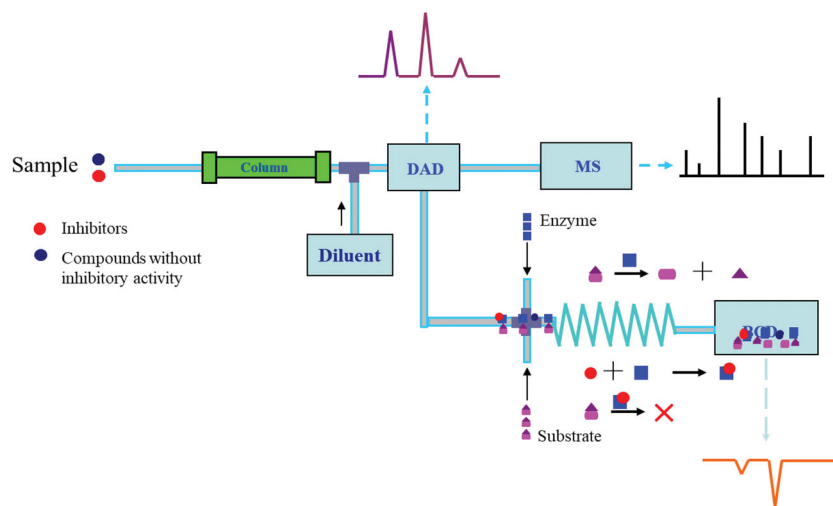 Sample
Column
DAD
MS
Diluent
Inhibitors
Compounds without
inhibitory activity
Enzyme
Substrate